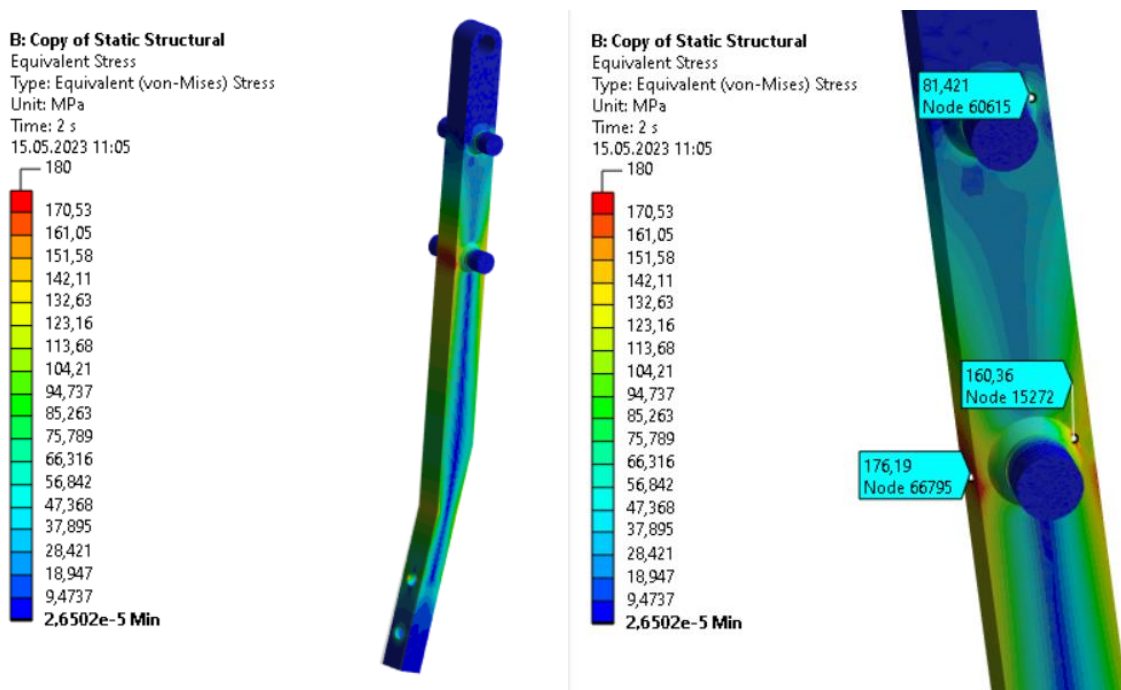 B: Copy of Static Structural
Equivalent Stress
Type: Equivalent (von-Mises) Stress
Unit: MPa
Time: 2 s
15.05.2023 11:05
180
170,53
161,05
151,58
142,11
132,63
123,16
113,68
104,21
94,737
85,263
75,789
66,316
56,842
47,368
37,895
28,421
18,947
9,4737
2,6502e-5 Min
B: Copy of Static Structural
Equivalent Stress
Type: Equivalent (von-Mises) Stress
Unit: MPa
Time: 2 s
15.05.2023 11:05
180
170,53
161,05
151,58
142,11
132,63
123,16
113,68
104,21
94,737
85,263
75,789
66,316
56,842
47,368
37,895
28,421
18,947
9,4737
2,6502e-5 Min
81,421
Node 60615
160,36
Node 15272
176,19
Node 66795